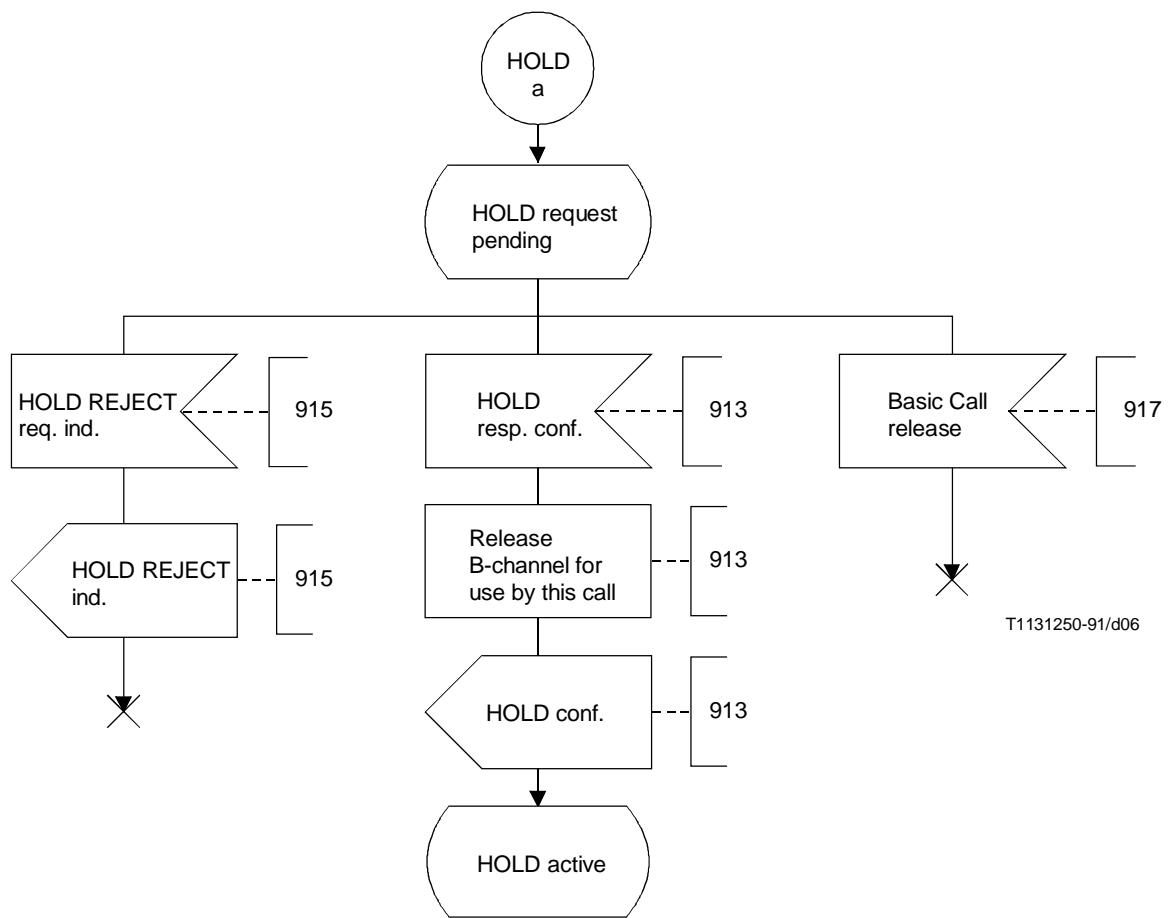 HOLD
a
HOLD request
pending
HOLD REJECT
req. ind.
915
HOLD
resp. conf.
913
Basic Call
release
917
HOLD REJECT
ind.
915
Release
B-channel for
use by this call
913
T1131250-91/d06
HOLD conf.
913
HOLD active